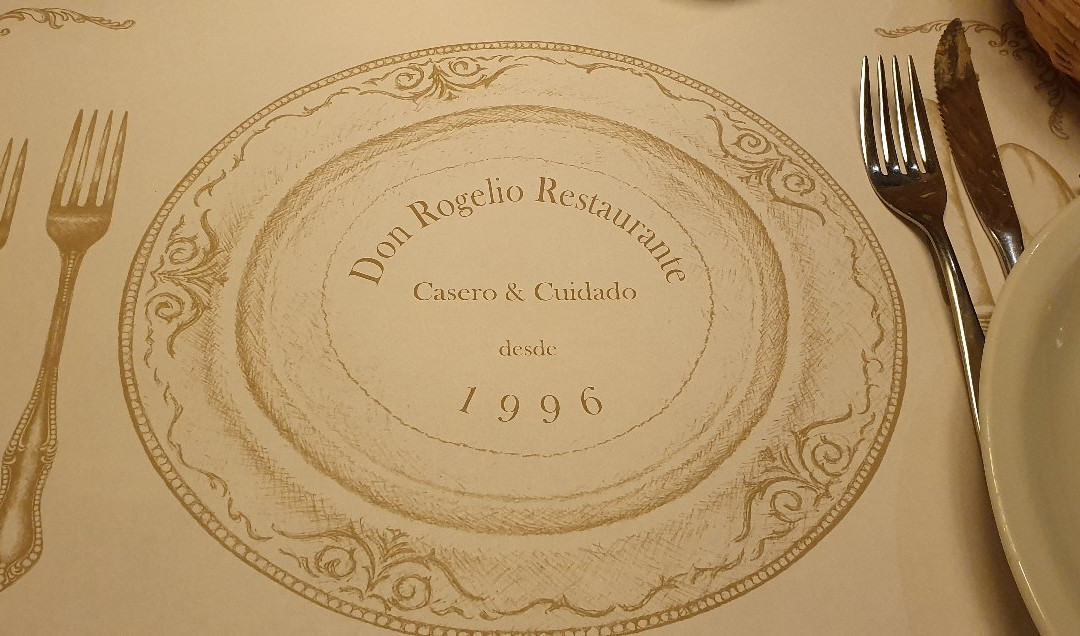 Don Rogelio Restaurante
Casero & Cuidado
desde
1996